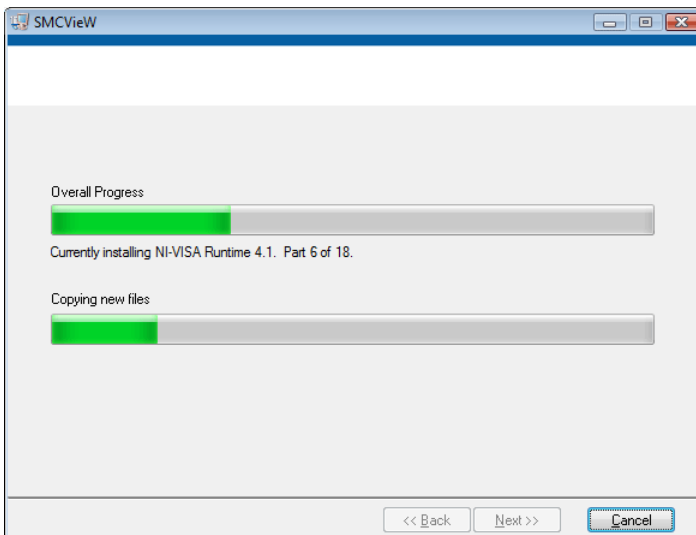 SMCVieW
Overall Progress
Currently installing NI-VISA Runtime 4.1. Part 6 of 18.
Copying new files
<< Back Next >> Cancel